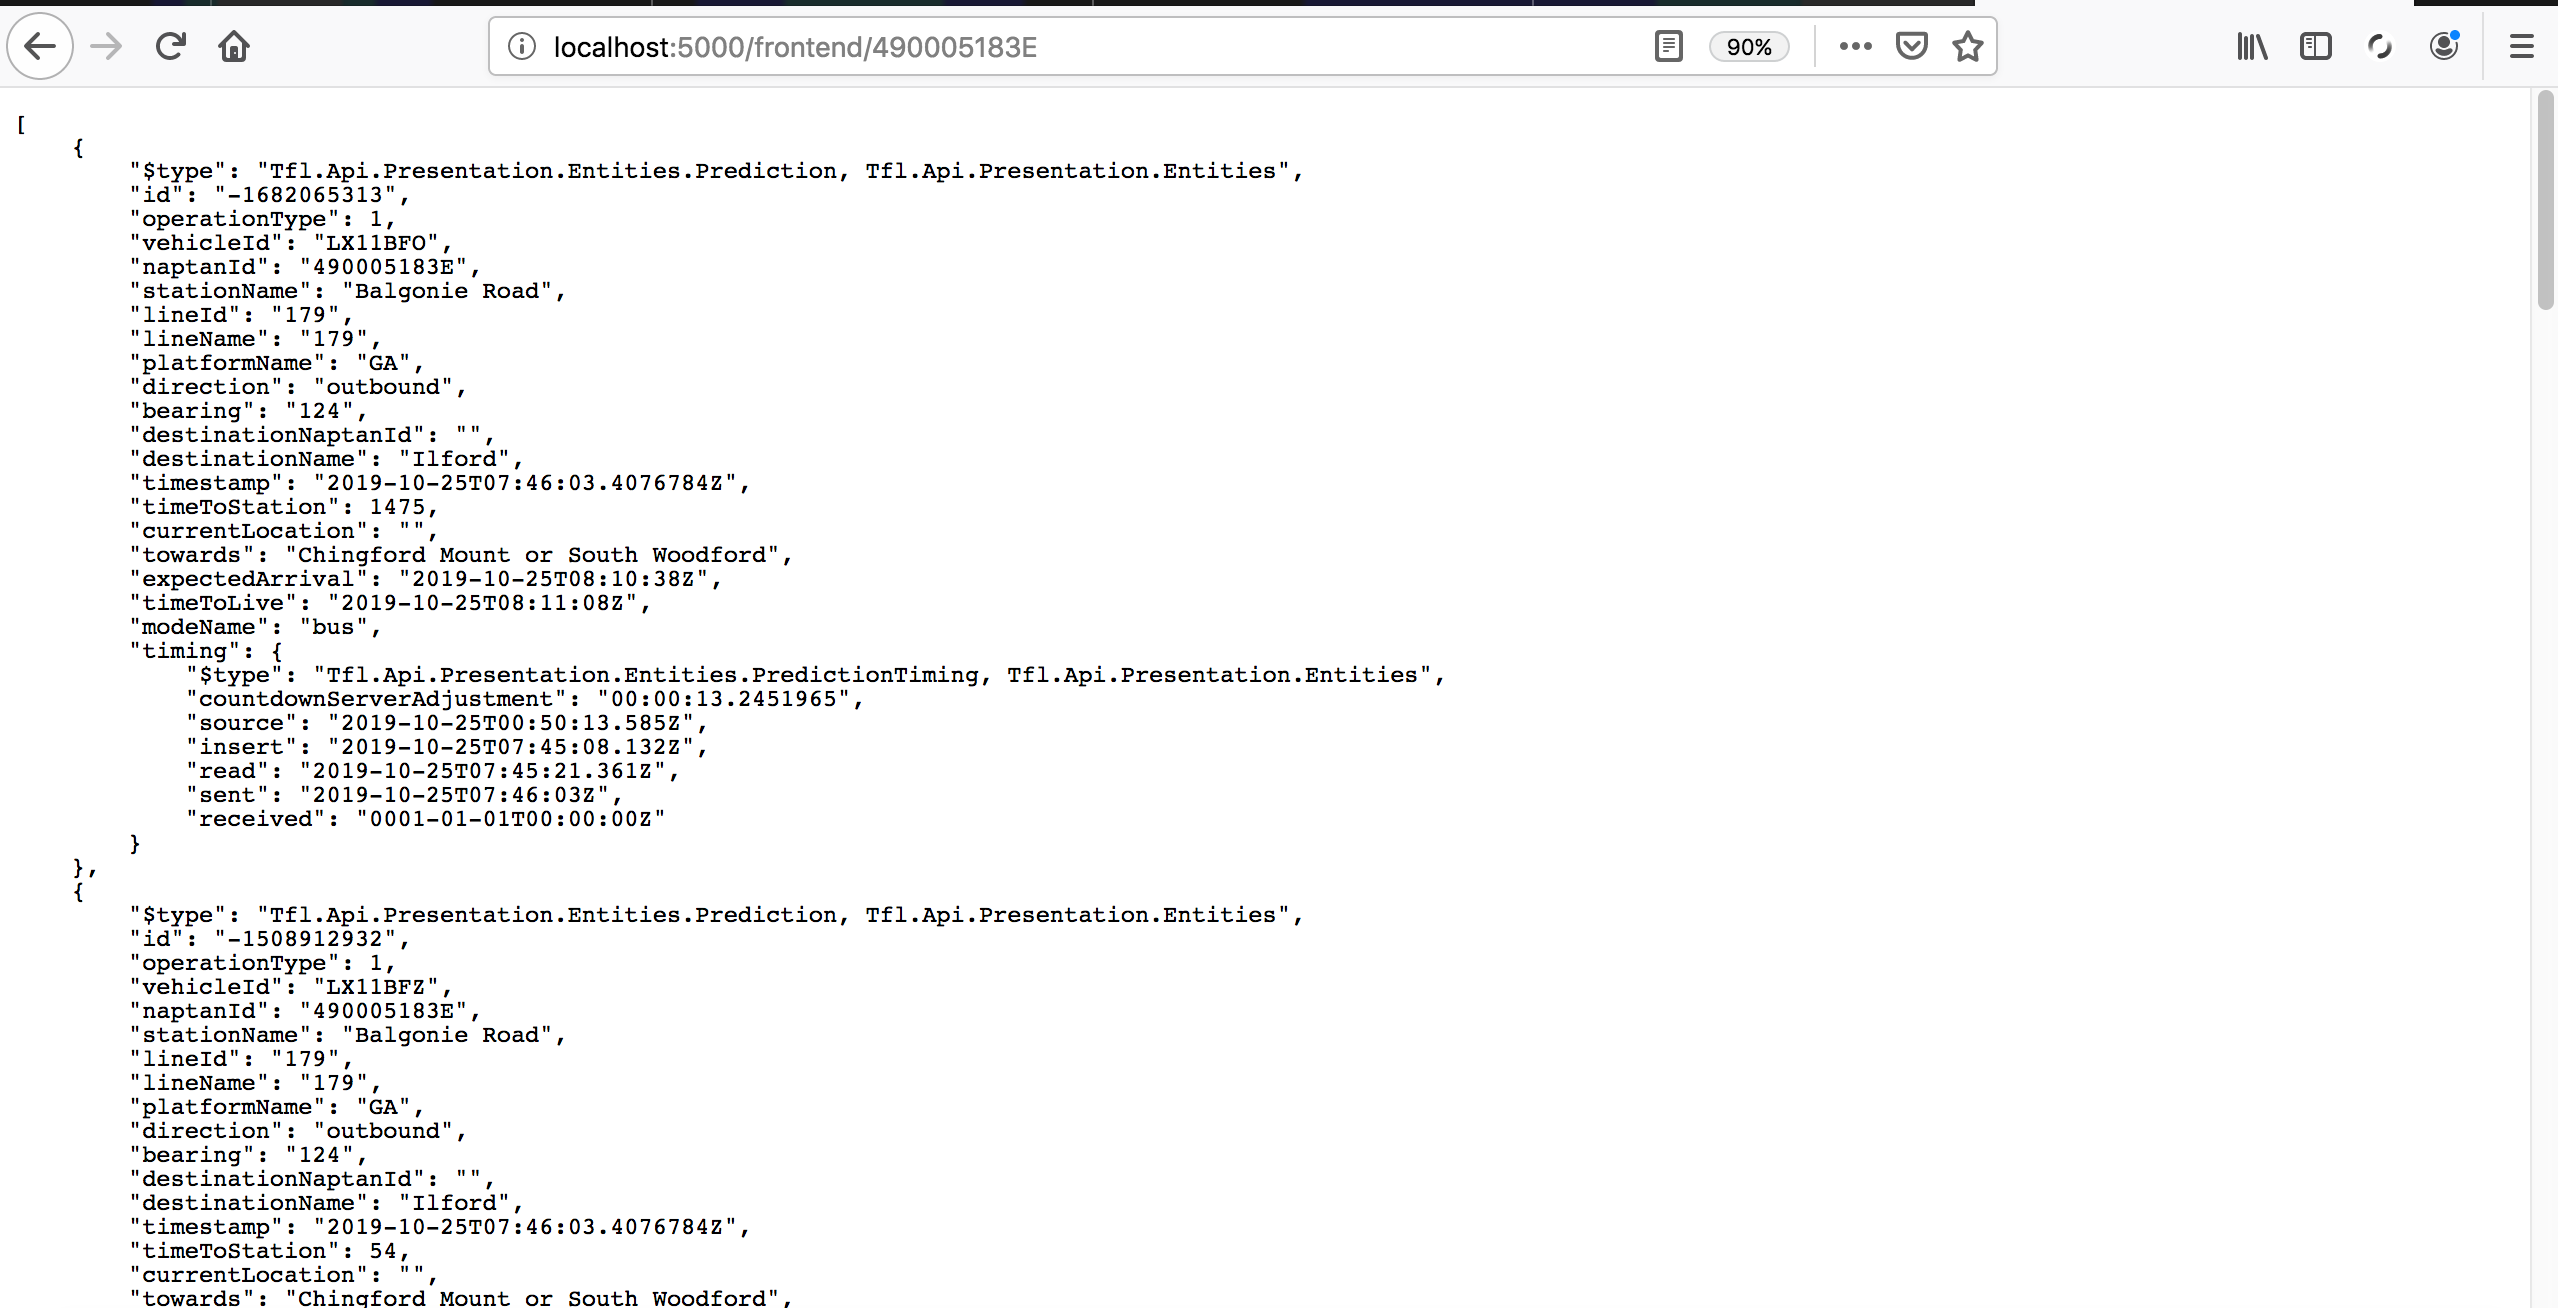 localhost:5000/frontend/490005183E
90%
[
    {
        "$type": "Tfl.Api.Presentation.Entities.Prediction, Tfl.Api.Presentation.Entities",
        "id": "-1682065313",
        "operationType": 1,
        "vehicleId": "LX11BFO",
        "naptanId": "490005183E",
        "stationName": "Balgonie Road",
        "lineId": "179",
        "lineName": "179",
        "platformName": "GA",
        "direction": "outbound",
        "bearing": "124",
        "destinationNaptanId": "",
        "destinationName": "Ilford",
        "timestamp": "2019-10-25T07:46:03.4076784Z",
        "timeToStation": 1475,
        "currentLocation": "",
        "towards": "Chingford Mount or South Woodford",
        "expectedArrival": "2019-10-25T08:10:38Z",
        "timeToLive": "2019-10-25T08:11:08Z",
        "modeName": "bus",
        "timing": {
            "$type": "Tfl.Api.Presentation.Entities.PredictionTiming, Tfl.Api.Presentation.Entities",
            "countdownServerAdjustment": "00:00:13.2451965",
            "source": "2019-10-25T00:50:13.585Z",
            "insert": "2019-10-25T07:45:08.132Z",
            "read": "2019-10-25T07:45:21.361Z",
            "sent": "2019-10-25T07:46:03Z",
            "received": "0001-01-01T00:00:00Z"
        }
    },
    {
        "$type": "Tfl.Api.Presentation.Entities.Prediction, Tfl.Api.Presentation.Entities",
        "id": "-1508912932",
        "operationType": 1,
        "vehicleId": "LX11BFZ",
        "naptanId": "490005183E",
        "stationName": "Balgonie Road",
        "lineId": "179",
        "lineName": "179",
        "platformName": "GA",
        "direction": "outbound",
        "bearing": "124",
        "destinationNaptanId": "",
        "destinationName": "Ilford",
        "timestamp": "2019-10-25T07:46:03.4076784Z",
        "timeToStation": 54,
        "currentLocation": "",
        "towards": "Chingford Mount or South Woodford",